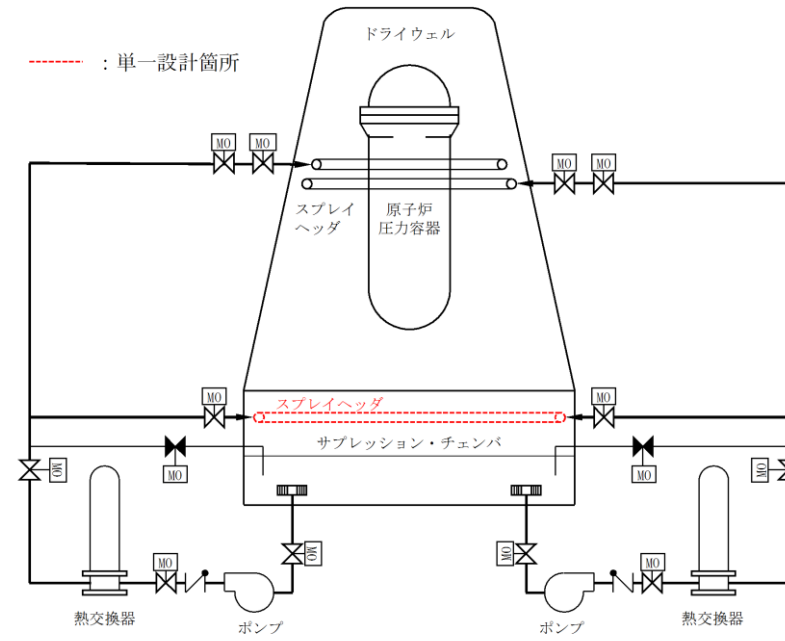 ドライウェル
：単一設計箇所
MO
MO
MO
MO
スプレイ
ヘッダ
原子炉
圧力容器
スプレイヘッダ
MO
MO
サプレッション・チェンバ
MO
MO
MO
MO
MO
MO
MO
MO
熱交換器
ポンプ
ポンプ
熱交換器